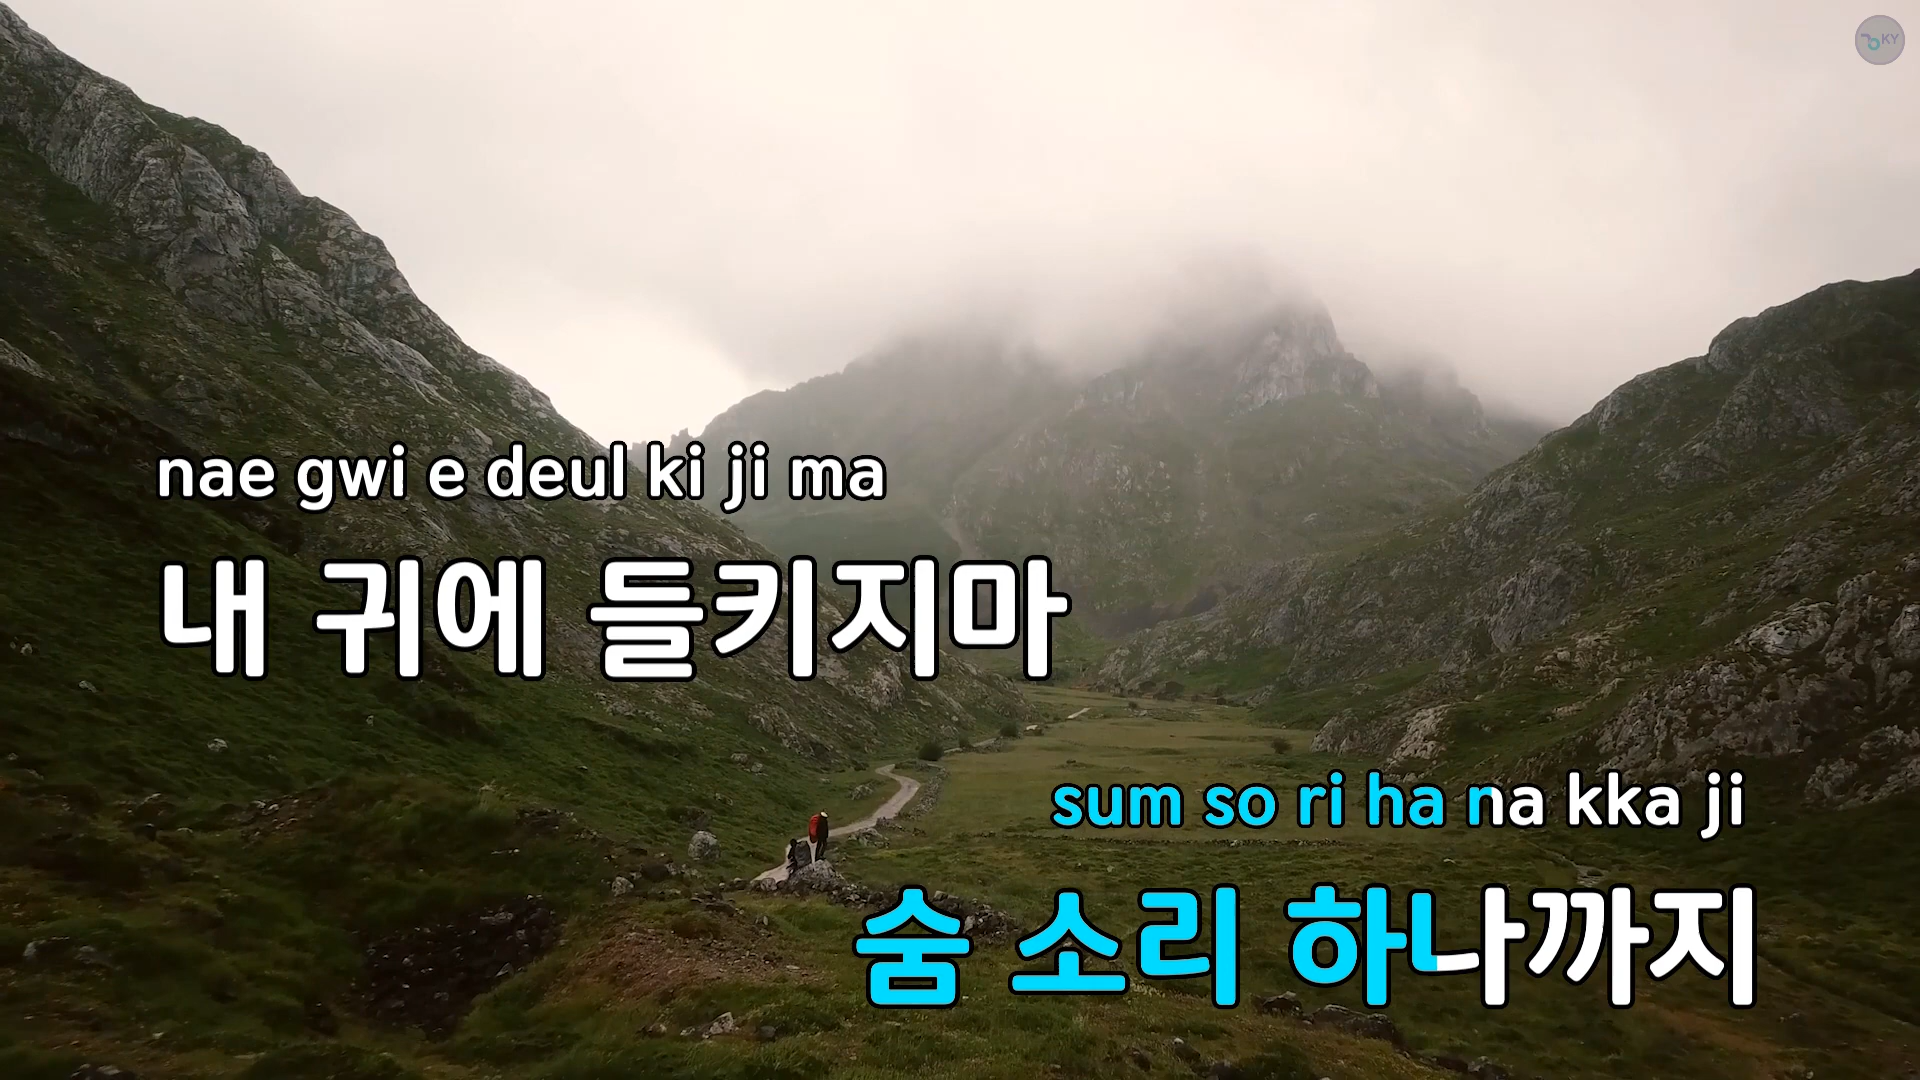 KY
nae gwi e deul ki ji ma
내 귀에 들키지마
sum so ri ha na kka ji
숨 소리 하나까지